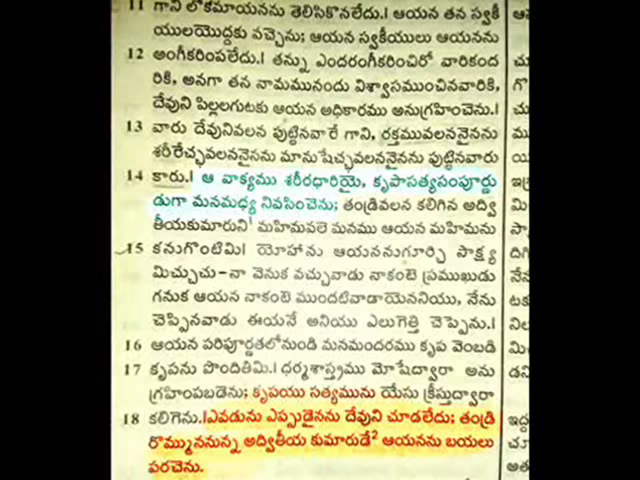 11 గాని లోకమాయనను తెలిసికొనలేదు.| ఆయన తన స్వకీ
యులయొద్దకు వచ్చెను; ఆయన స్వకీయులు ఆయనను
12 అంగీకరింపలేదు.| తన్ను ఎందరంగీకరించిరో వారికంద
రికి, అనగా తన నామమునందు విశ్వాసముంచినవారికి,
దేవుని పిల్లలగుటకు ఆయన అధికారము అనుగ్రహించెను.|
13 వారు దేవునివలన పుట్టినవారే గాని, రక్తమువలననైనను
శరీరేచ్ఛవలననైనను మానుషేచ్ఛవలననైనను పుట్టినవారు
14 కారు.| ఆ వాక్యము శరీరధారియై, కృపాసత్యసంపూర్ణు
డుగా మనమధ్య నివసించెను; తండ్రివలన కలిగిన అద్వి
తీయకుమారుని¹ మహిమవలె మనము ఆయన మహిమను
15 కనుగొంటిమి.| యోహాను ఆయననుగూర్చి సాక్ష్య
మిచ్చుచు–నా వెనుక వచ్చువాడు నాకంటె ప్రముఖుడు
గనుక ఆయన నాకంటె ముందటివాడాయెననియు, నేను
చెప్పినవాడు ఈయనే అనియు ఎలుగెత్తి చెప్పెను.|
16 ఆయన పరిపూర్ణతలోనుండి మనమందరము కృప వెంబడి
17 కృపను పొందితిమి.| ధర్మశాస్త్రము మోషేద్వారా అను
గ్రహింపబడెను; కృపయు సత్యమును యేసు క్రీస్తుద్వారా
18 కలిగెను.|ఎవడును ఎప్పుడైనను దేవుని చూడలేదు; తండ్రి
రొమ్ముననున్న అద్వితీయ కుమారుడే² ఆయనను బయలు
పరచెను.